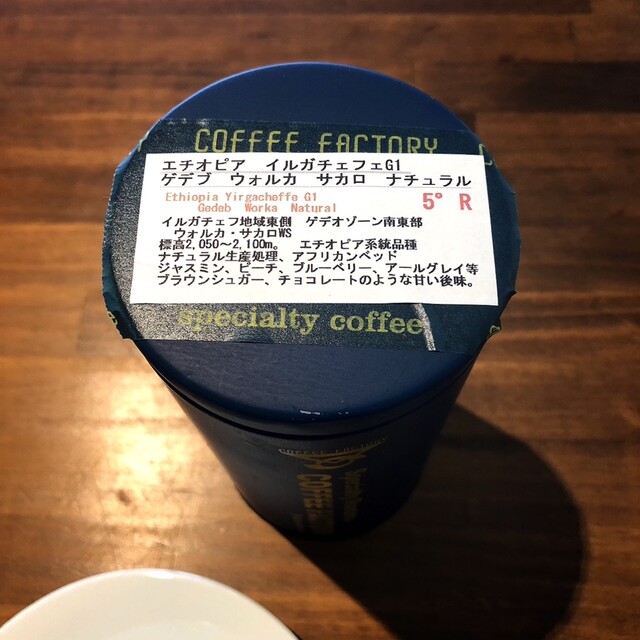 COFFEE FACTORY
エチオピア イルガチェフェG1
ゲデブ ウォルカ サカロ ナチュラル
Ethiopia Yirgacheffe G1
Gedeb Worka Natural
5° R
イルガチェフ地域東側 ゲデオゾーン南東部
ウォルカ・サカロWS
標高2,050～2,100m。 エチオピア系統品種
ナチュラル生産処理、アフリカンベッド
ジャスミン、ピーチ、ブルーベリー、アールグレイ等
ブラウンシュガー、チョコレートのような甘い後味。
specialty coffee
COFFEE FACTORY